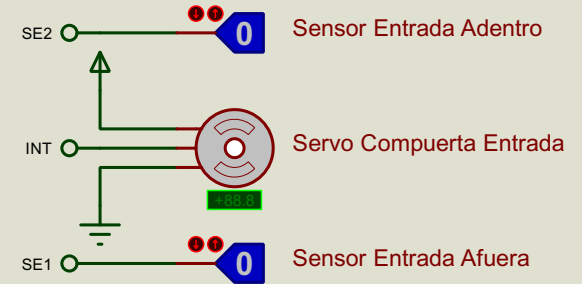 SE2 0 Sensor Entrada Adentro
INT Servo Compuerta Entrada
+88.8
SE1 0 Sensor Entrada Afuera